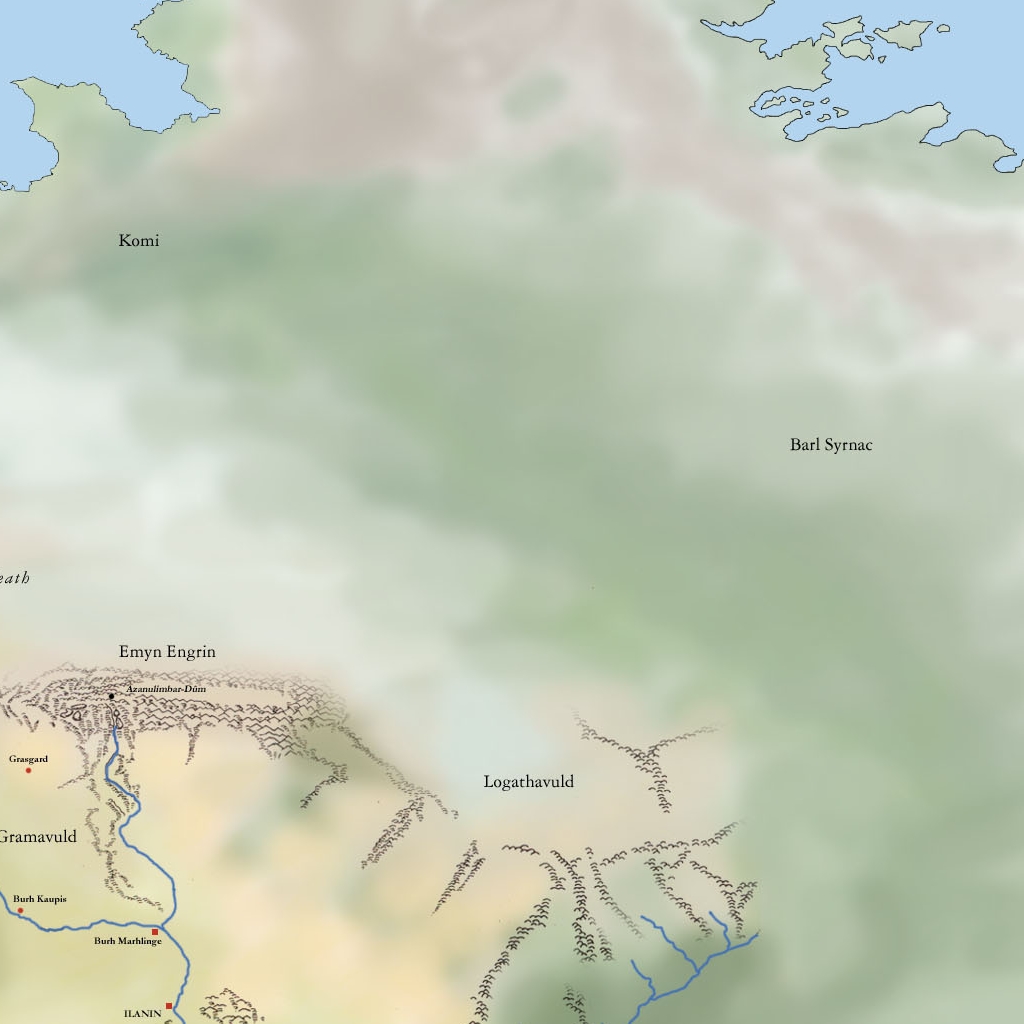 Komi
Barl Syrnac
eath
Emyn Engrin
Azanulimbar-Dûm
Grasgard
Logathavuld
Gramavuld
Burh Kaupis
Burh Marhlinge
ILANIN